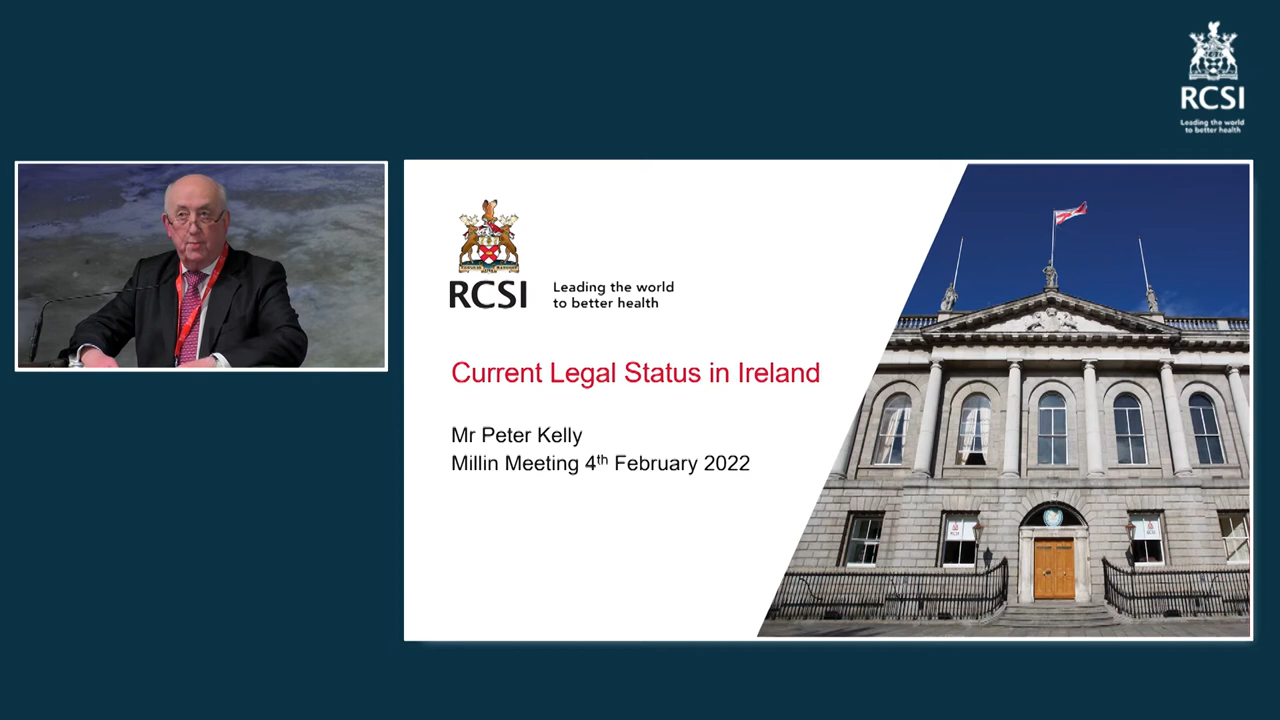 RCSI
Leading the world
to better health
RCSI
Leading the world
to better health
Current Legal Status in Ireland
Mr Peter Kelly
Millin Meeting 4th February 2022